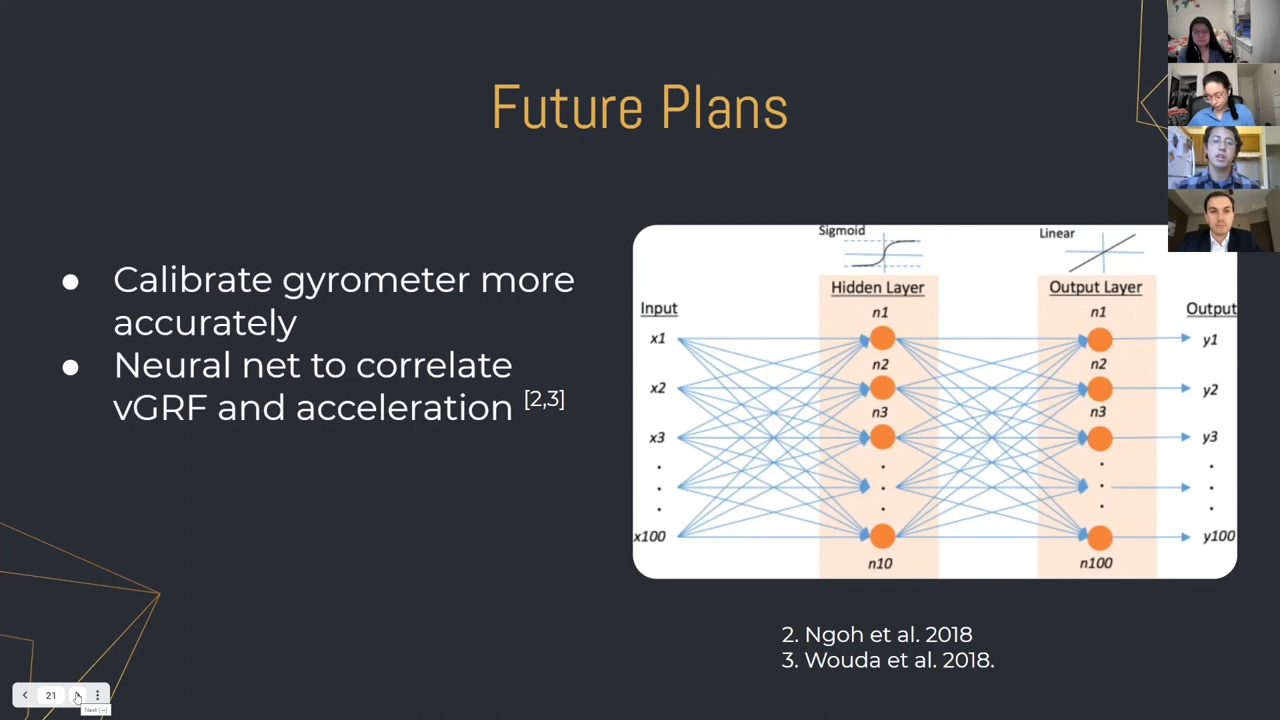 Future Plans
● Calibrate gyrometer more
accurately
● Neural net to correlate
vGRF and acceleration [2,3]
Sigmoid
Linear
Input
Hidden Layer
Output Layer
Output
n1
n1
x1
y1
n2
n2
x2
y2
n3
n3
x3
y3
x100
y100
n10
n100
2. Ngoh et al. 2018
3. Wouda et al. 2018.
21
Next (→)